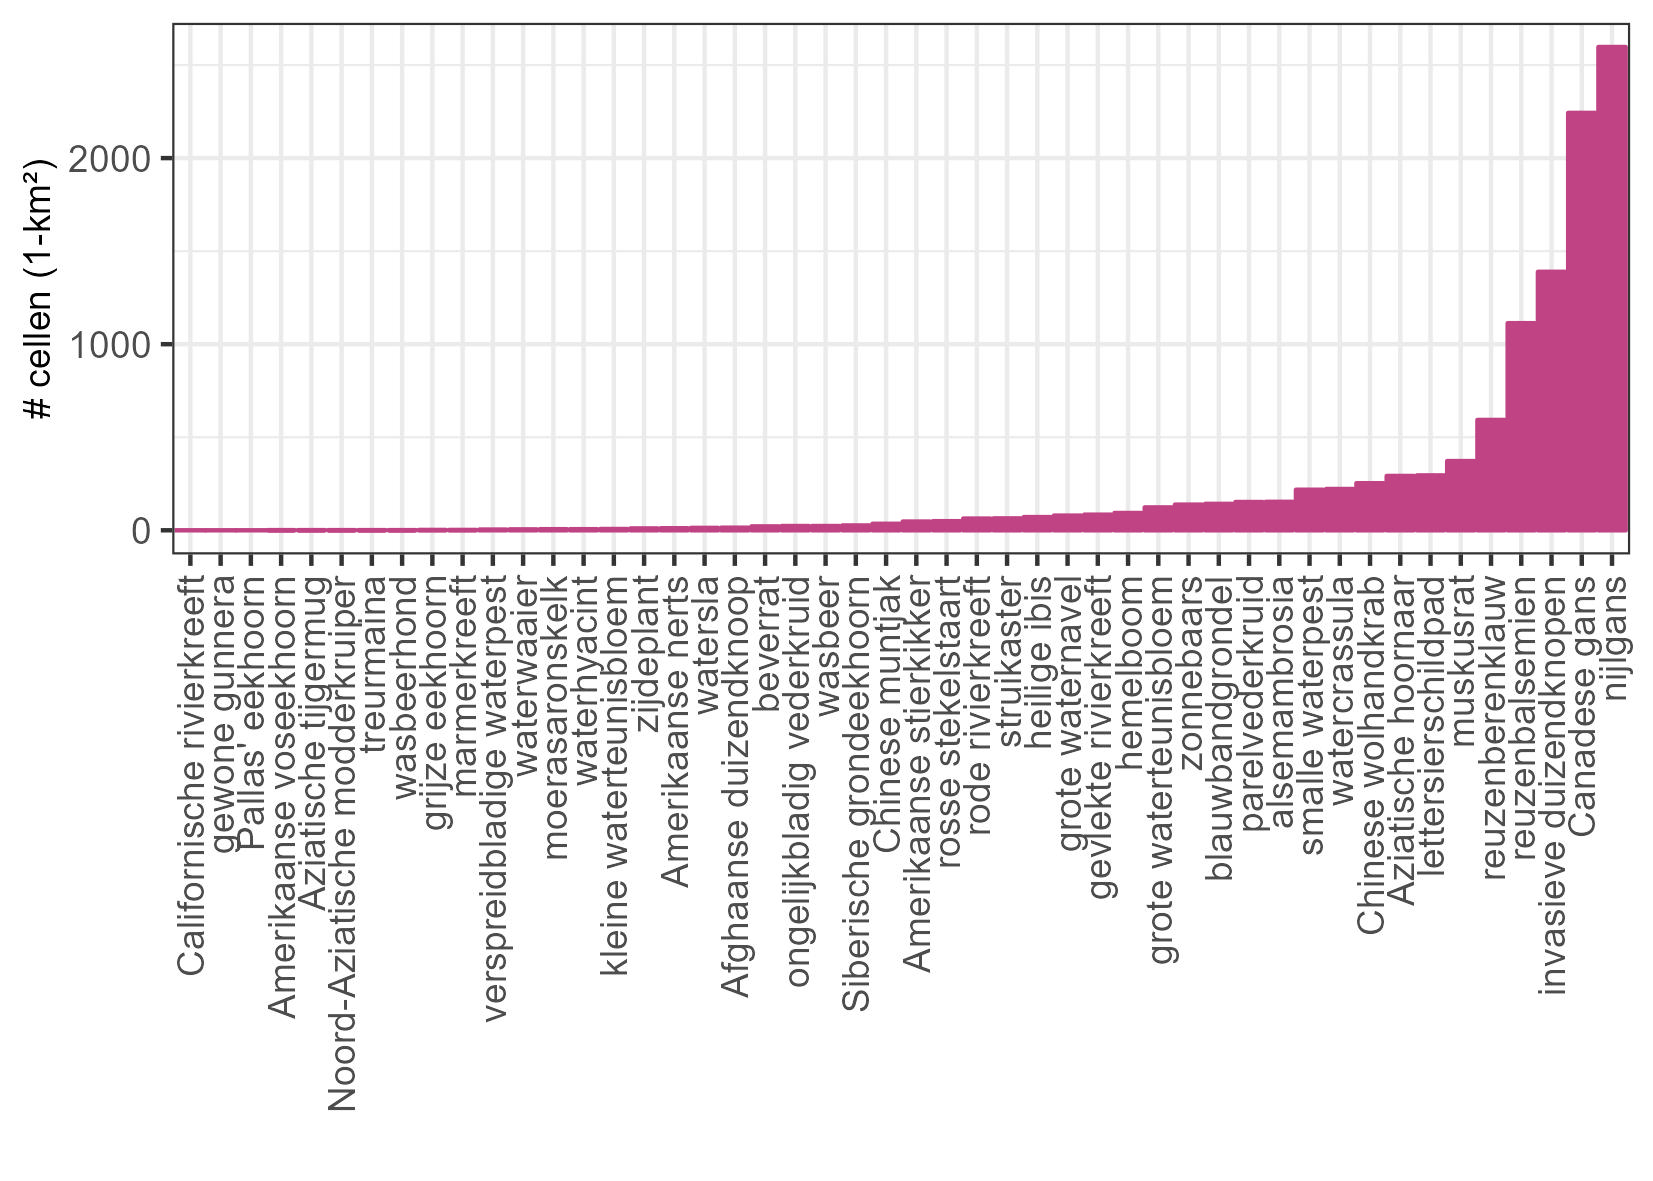 # cellen (1-km²)
2000
1000
0
Californische rivierkreeft
gewone gunnera
Pallas' eekhoorn
Amerikaanse voseekhoorn
Aziatische tijgermug
Noord-Aziatische modderkruiper
treurmaina
wasbeerhond
grijze eekhoorn
marmerkreeft
verspreidbladige waterpest
waterwaaier
moerasaronskelk
waterhyacint
kleine waterteunisbloem
zijdeplant
Amerikaanse nerts
watersla
Afghaanse duizendknoop
beverrat
ongelijkbladig vederkruid
wasbeer
Siberische grondeekhoorn
Chinese muntjak
Amerikaanse stierkikker
rosse stekelstaart
rode rivierkreeft
struikaster
heilige ibis
grote waternavel
gevlekte rivierkreeft
hemelboom
grote waterteunisbloem
zonnebaars
blauwbandgrondel
parelvederkruid
alsemambrosia
smalle waterpest
watercrassula
Chinese wolhandkrab
Aziatische hoornaar
lettersierschildpad
muskusrat
reuzenberenklauw
reuzenbalsemien
invasieve duizendknopen
Canadese gans
nijlgans